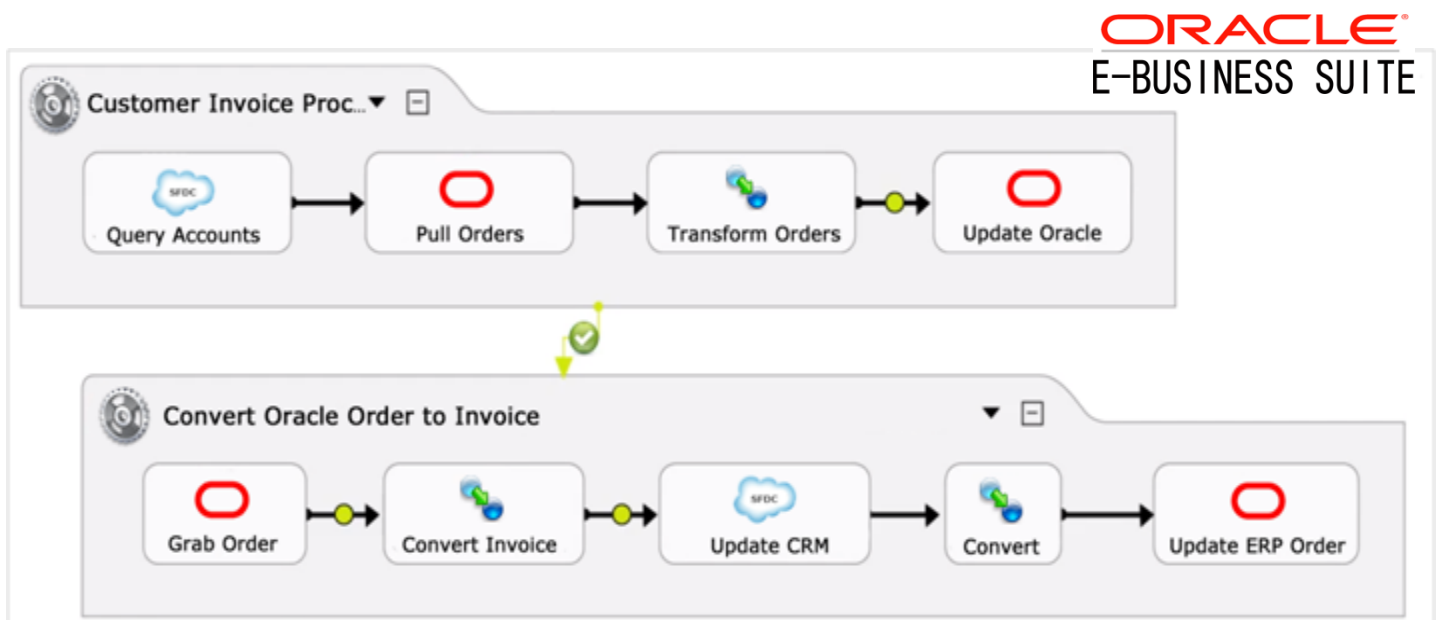 ORACLE
E-BUSINESS SUITE
Customer Invoice Proc...
SFDC
Query Accounts
Pull Orders
Transform Orders
Update Oracle
Convert Oracle Order to Invoice
Grab Order
Convert Invoice
SFDC
Update CRM
Convert
Update ERP Order